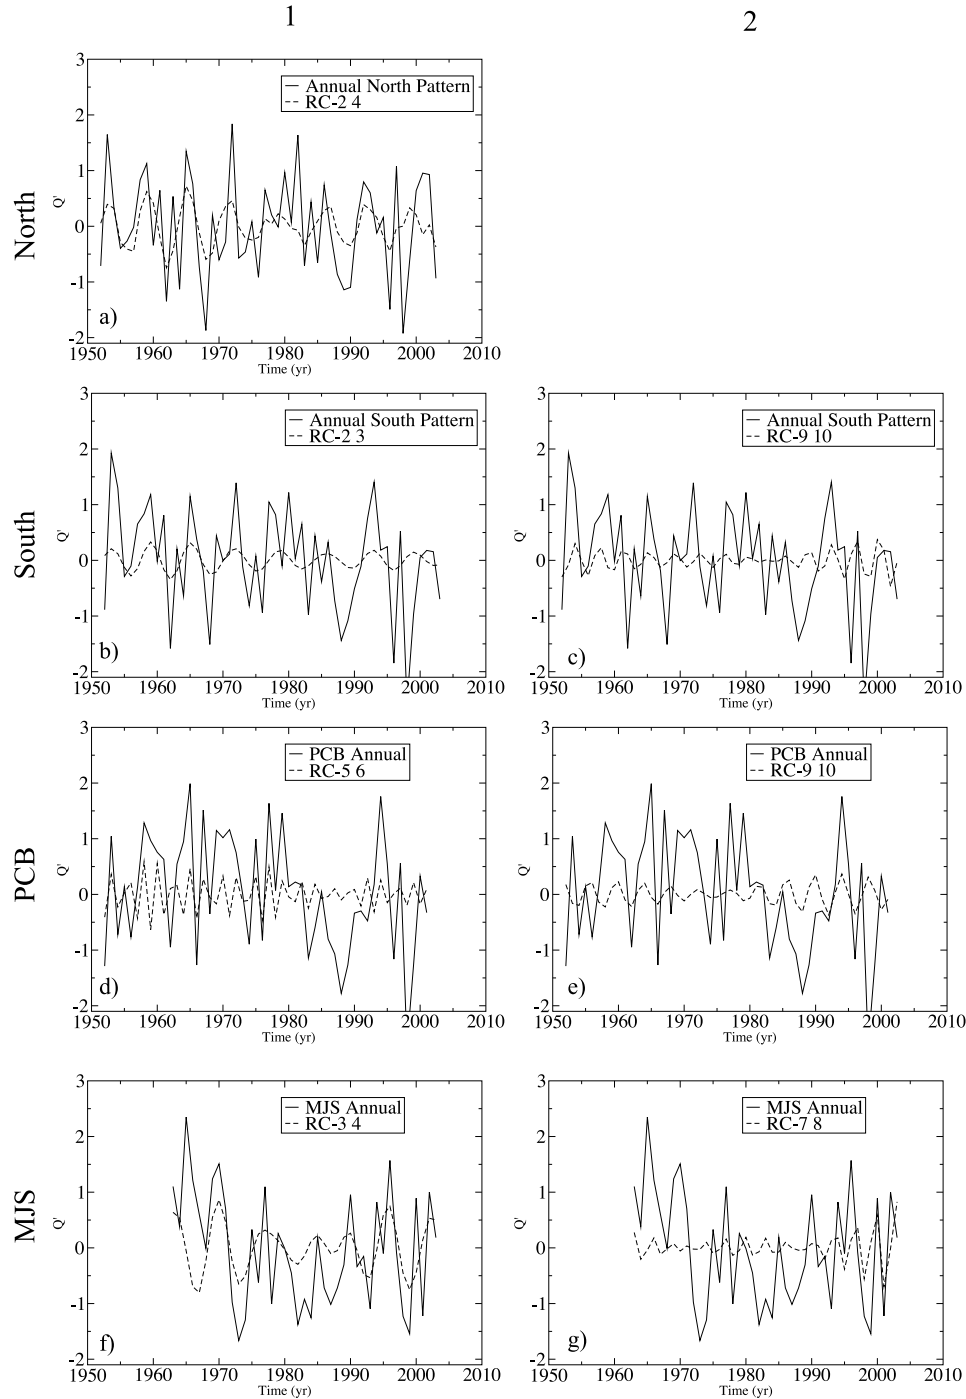 1
2
North
3
2
1
0
-1
-2
Q'
Annual North Pattern
RC-2 4
a)
1950 1960 1970 1980 1990 2000 2010
Time (yr)
South
3
2
1
0
-1
-2
Q'
Annual South Pattern
RC-2 3
b)
1950 1960 1970 1980 1990 2000 2010
Time (yr)
3
2
1
0
-1
-2
Q'
Annual South Pattern
RC-9 10
c)
1950 1960 1970 1980 1990 2000 2010
Time (yr)
PCB
3
2
1
0
-1
-2
Q'
PCB Annual
RC-5 6
d)
1950 1960 1970 1980 1990 2000 2010
Time (yr)
3
2
1
0
-1
-2
Q'
PCB Annual
RC-9 10
e)
1950 1960 1970 1980 1990 2000 2010
Time (yr)
MJS
3
2
1
0
-1
-2
Q'
MJS Annual
RC-3 4
f)
1950 1960 1970 1980 1990 2000 2010
Time (yr)
3
2
1
0
-1
-2
Q'
MJS Annual
RC-7 8
g)
1950 1960 1970 1980 1990 2000 2010
Time (yr)